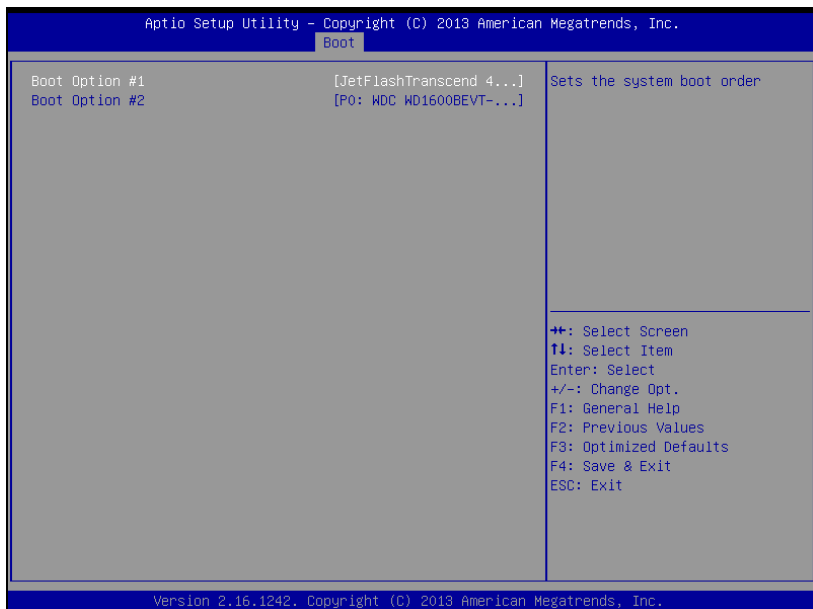 Aptio Setup Utility – Copyright (C) 2013 American Megatrends, Inc.
Boot
Boot Option #1 [JetFlashTranscend 4...]
Boot Option #2 [P0: WDC WD1600BEVT-...]
Sets the system boot order
→←: Select Screen
↑↓: Select Item
Enter: Select
+/-: Change Opt.
F1: General Help
F2: Previous Values
F3: Optimized Defaults
F4: Save & Exit
ESC: Exit
Version 2.16.1242. Copyright (C) 2013 American Megatrends, Inc.